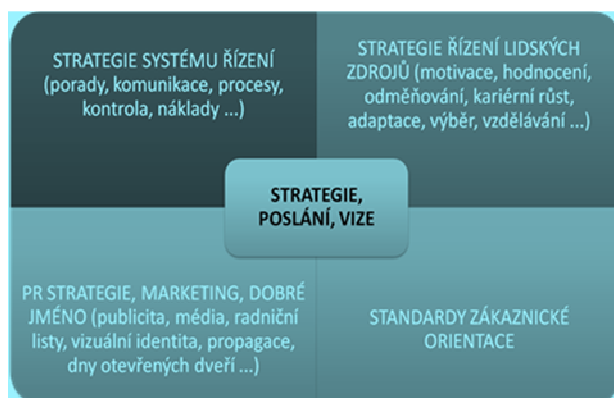 STRATEGIE SYSTÉMU ŘÍZENÍ
(porady, komunikace, procesy,
kontrola, náklady ...)
STRATEGIE ŘÍZENÍ LIDSKÝCH
ZDROJŮ (motivace, hodnocení,
odměňování, kariérní růst,
adaptace, výběr, vzdělávání ...)
STRATEGIE,
POSLÁNÍ, VIZE
PR STRATEGIE, MARKETING, DOBRÉ
JMÉNO (publicita, média, radniční
listy, vizuální identita, propagace,
dny otevřených dveří ...)
STANDARDY ZÁKAZNICKÉ
ORIENTACE